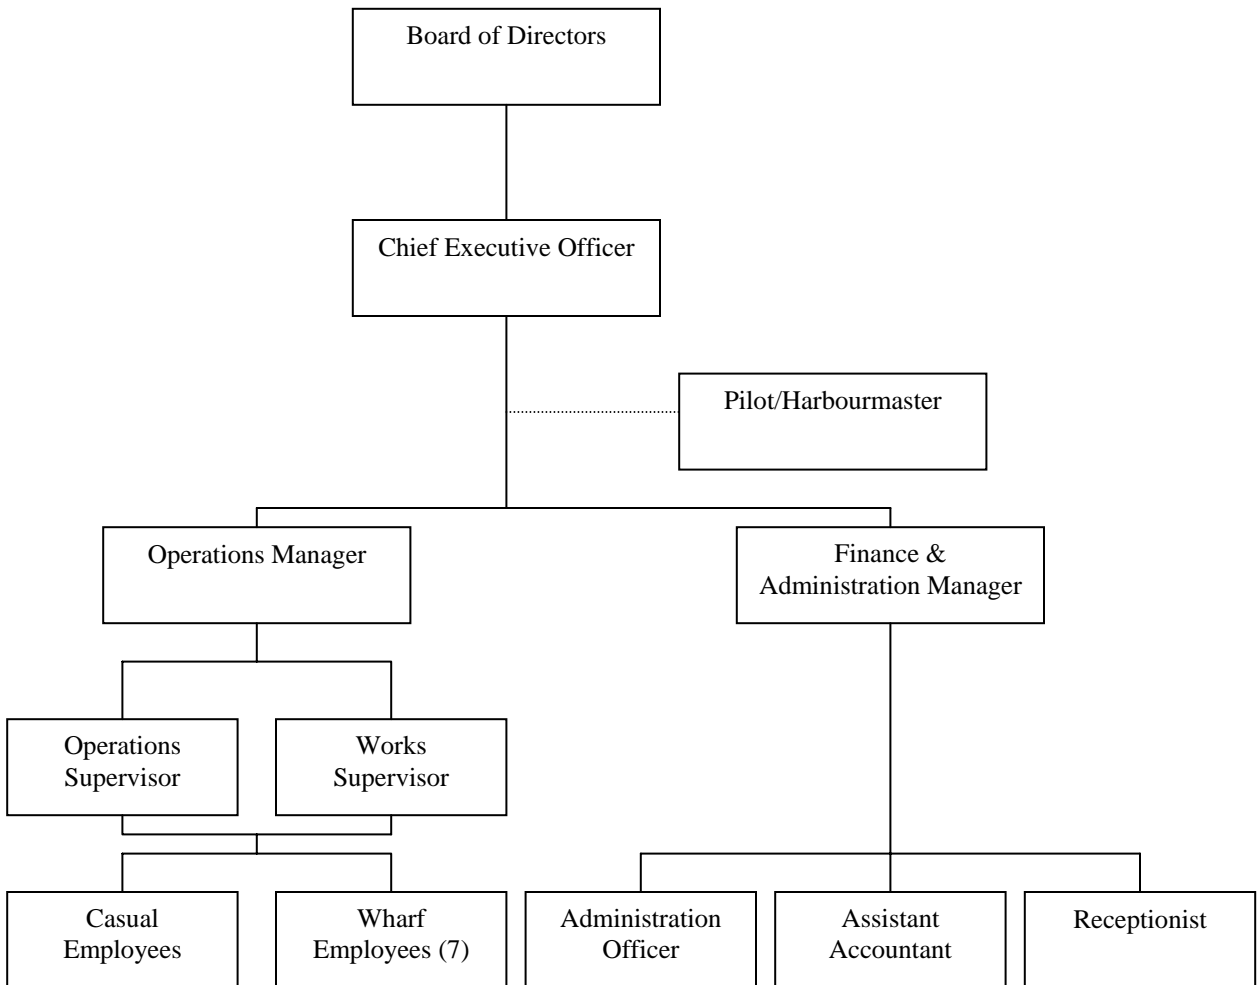 Board of Directors
Chief Executive Officer
Pilot/Harbourmaster
Operations Manager
Finance &
Administration Manager
Operations
Supervisor
Works
Supervisor
Casual
Employees
Wharf
Employees (7)
Administration
Officer
Assistant
Accountant
Receptionist